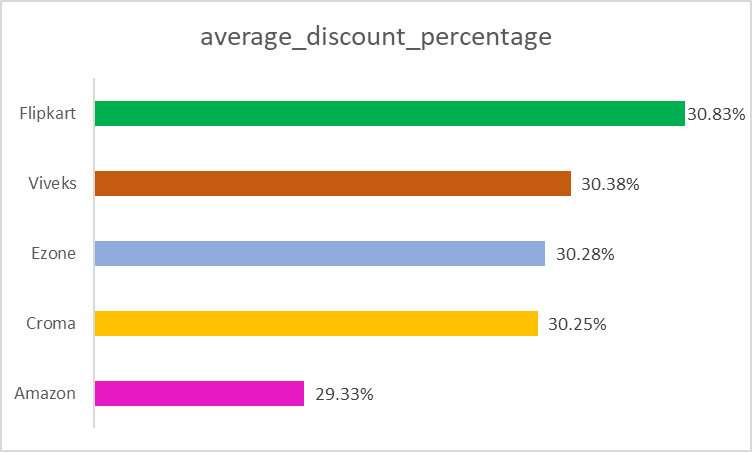 average_discount_percentage
Flipkart 30.83%
Viveks 30.38%
Ezone 30.28%
Croma 30.25%
Amazon 29.33%